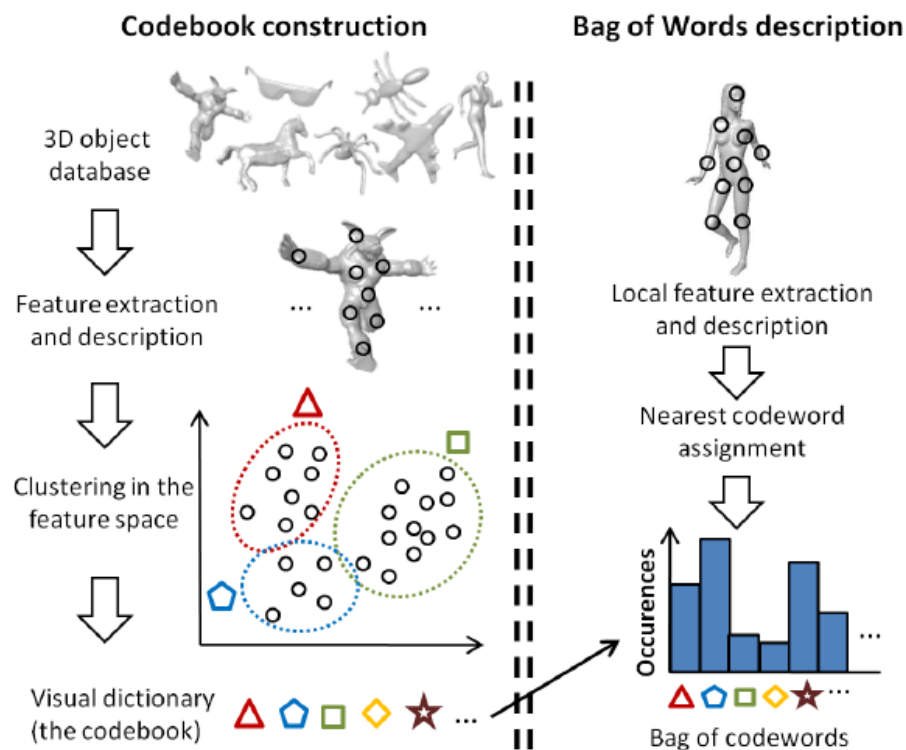 Codebook construction
3D object
database
Feature extraction
and description
...
...
Clustering in the
feature space
Visual dictionary
(the codebook)
...
Bag of Words description
Local feature extraction
and description
Nearest codeword
assignment
Occurences
...
...
Bag of codewords